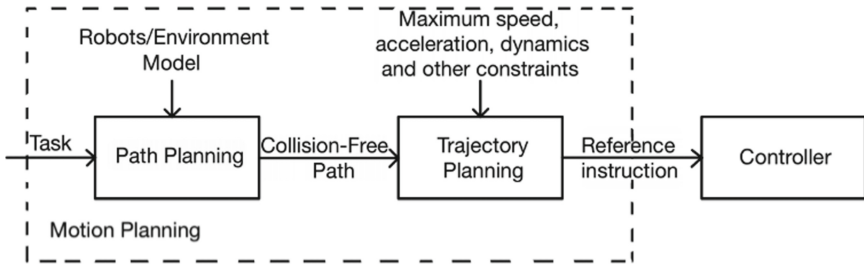 Robots/Environment
Model
Maximum speed,
acceleration, dynamics
and other constraints
Task
Path Planning
Collision-Free
Path
Trajectory
Planning
Reference
instruction
Controller
Motion Planning